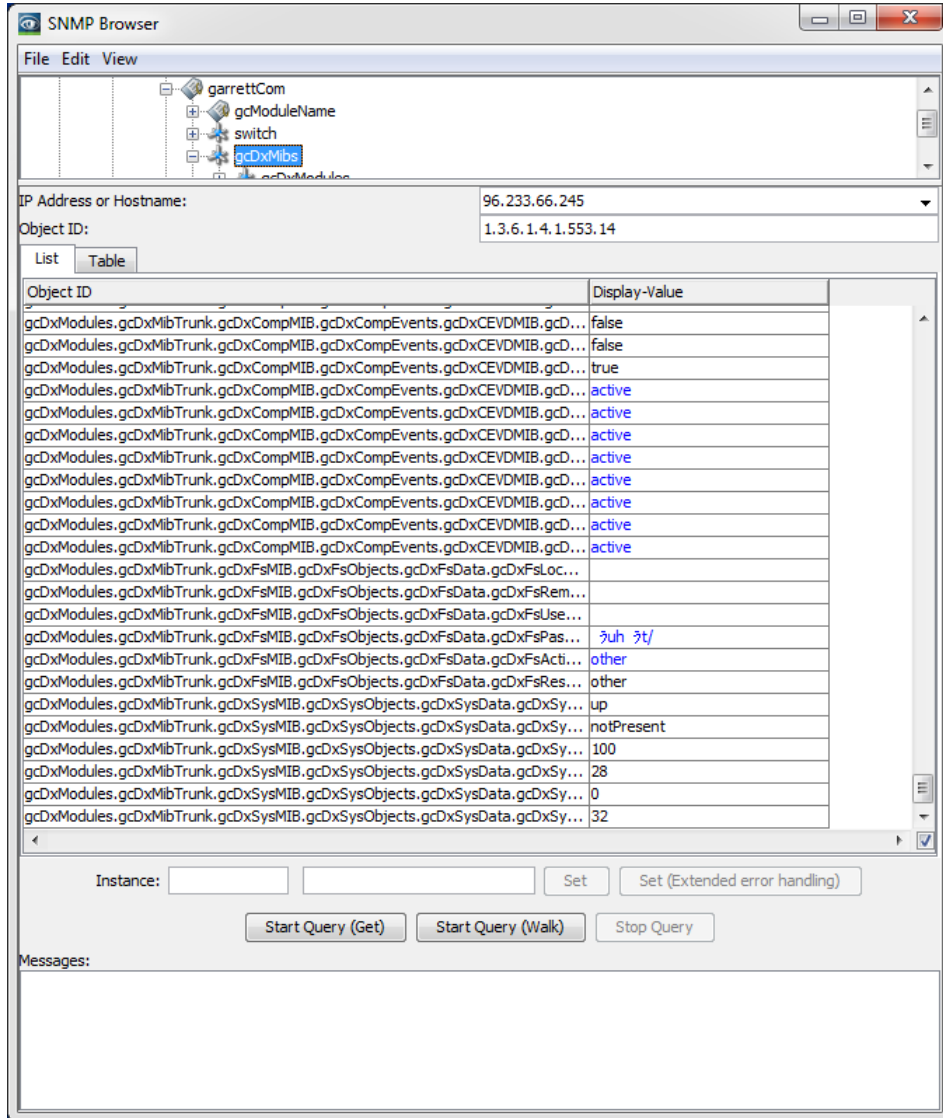 SNMP Browser
File Edit View
garrettCom
gcModuleName
switch
gcDxMibs
gcDxModules
IP Address or Hostname: 96.233.66.245
Object ID: 1.3.6.1.4.1.553.14
List Table
Object ID Display-Value
gcDxModules.gcDxMibTrunk.gcDxCompMIB.gcDxCompEvents.gcDxCEVDMIB.gcD... false
gcDxModules.gcDxMibTrunk.gcDxCompMIB.gcDxCompEvents.gcDxCEVDMIB.gcD... false
gcDxModules.gcDxMibTrunk.gcDxCompMIB.gcDxCompEvents.gcDxCEVDMIB.gcD... true
gcDxModules.gcDxMibTrunk.gcDxCompMIB.gcDxCompEvents.gcDxCEVDMIB.gcD... active
gcDxModules.gcDxMibTrunk.gcDxCompMIB.gcDxCompEvents.gcDxCEVDMIB.gcD... active
gcDxModules.gcDxMibTrunk.gcDxCompMIB.gcDxCompEvents.gcDxCEVDMIB.gcD... active
gcDxModules.gcDxMibTrunk.gcDxCompMIB.gcDxCompEvents.gcDxCEVDMIB.gcD... active
gcDxModules.gcDxMibTrunk.gcDxCompMIB.gcDxCompEvents.gcDxCEVDMIB.gcD... active
gcDxModules.gcDxMibTrunk.gcDxCompMIB.gcDxCompEvents.gcDxCEVDMIB.gcD... active
gcDxModules.gcDxMibTrunk.gcDxCompMIB.gcDxCompEvents.gcDxCEVDMIB.gcD... active
gcDxModules.gcDxMibTrunk.gcDxCompMIB.gcDxCompEvents.gcDxCEVDMIB.gcD... active
gcDxModules.gcDxMibTrunk.gcDxFsMIB.gcDxFsObjects.gcDxFsData.gcDxFsLoc...
gcDxModules.gcDxMibTrunk.gcDxFsMIB.gcDxFsObjects.gcDxFsData.gcDxFsRem...
gcDxModules.gcDxMibTrunk.gcDxFsMIB.gcDxFsObjects.gcDxFsData.gcDxFsUse...
gcDxModules.gcDxMibTrunk.gcDxFsMIB.gcDxFsObjects.gcDxFsData.gcDxFsPas...
gcDxModules.gcDxMibTrunk.gcDxFsMIB.gcDxFsObjects.gcDxFsData.gcDxFsActi... other
gcDxModules.gcDxMibTrunk.gcDxFsMIB.gcDxFsObjects.gcDxFsData.gcDxFsRes... other
gcDxModules.gcDxMibTrunk.gcDxSysMIB.gcDxSysObjects.gcDxSysData.gcDxSy... up
gcDxModules.gcDxMibTrunk.gcDxSysMIB.gcDxSysObjects.gcDxSysData.gcDxSy... notPresent
gcDxModules.gcDxMibTrunk.gcDxSysMIB.gcDxSysObjects.gcDxSysData.gcDxSy... 100
gcDxModules.gcDxMibTrunk.gcDxSysMIB.gcDxSysObjects.gcDxSysData.gcDxSy... 28
gcDxModules.gcDxMibTrunk.gcDxSysMIB.gcDxSysObjects.gcDxSysData.gcDxSy... 0
gcDxModules.gcDxMibTrunk.gcDxSysMIB.gcDxSysObjects.gcDxSysData.gcDxSy... 32
Instance: Set Set (Extended error handling)
Start Query (Get) Start Query (Walk) Stop Query
Messages: